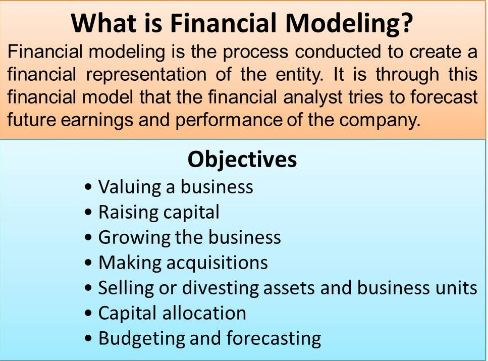 What is Financial Modeling?
Financial modeling is the process conducted to create a
financial representation of the entity. It is through this
financial model that the financial analyst tries to forecast
future earnings and performance of the company.
Objectives
• Valuing a business
• Raising capital
• Growing the business
• Making acquisitions
• Selling or divesting assets and business units
• Capital allocation
• Budgeting and forecasting